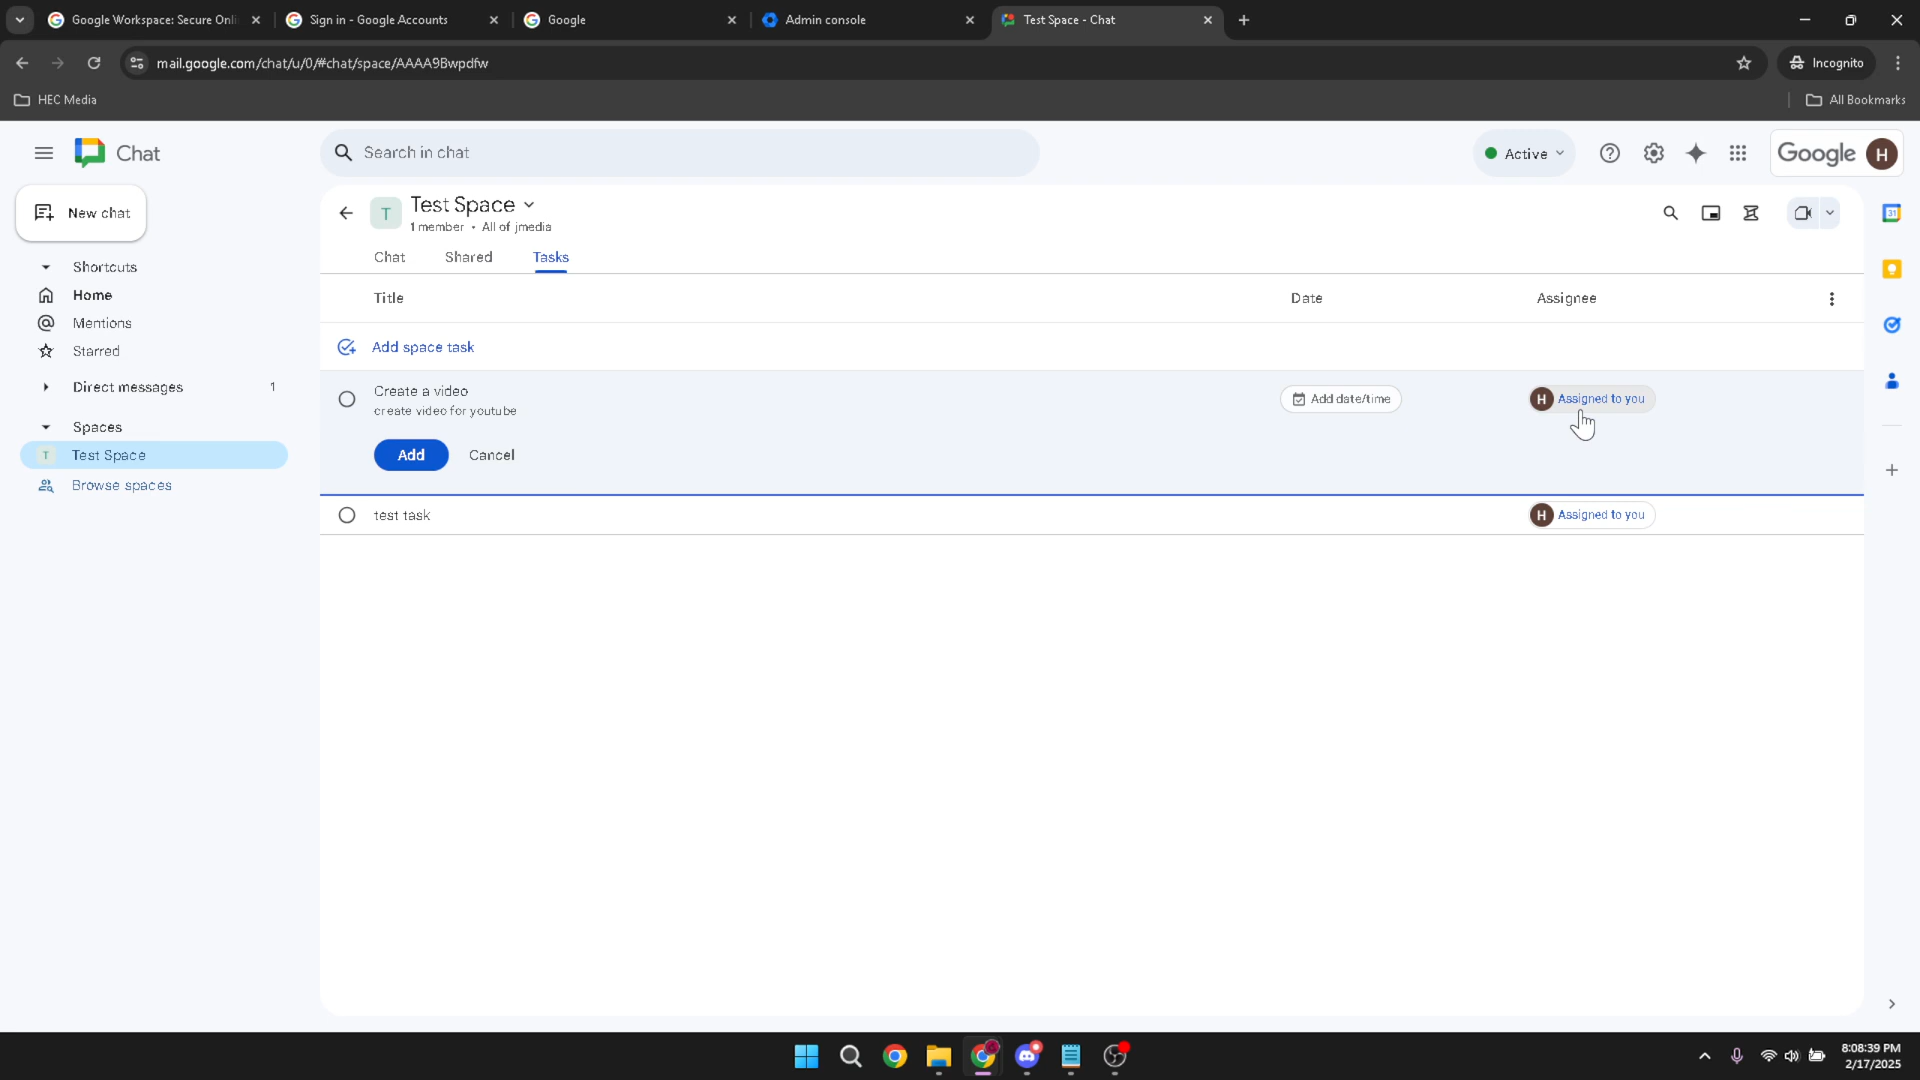 Google Workspace: Secure Onli
Sign in - Google Accounts
Google
Admin console
Test Space - Chat
mail.google.com/chat/u/0/#chat/space/AAAA9Bwpdfw
Incognito
HEC Media
All Bookmarks
Chat
Search in chat
Active
Google
H
New chat
T
Test Space
1 member • All of jmedia
Shortcuts
Home
Mentions
Starred
Direct messages 1
Spaces
T Test Space
Browse spaces
Chat Shared Tasks
Title Date Assignee
Add space task
Create a video
create video for youtube
Add date/time
H Assigned to you
Add Cancel
test task
H Assigned to you
31
8:08:39 PM
2/17/2025